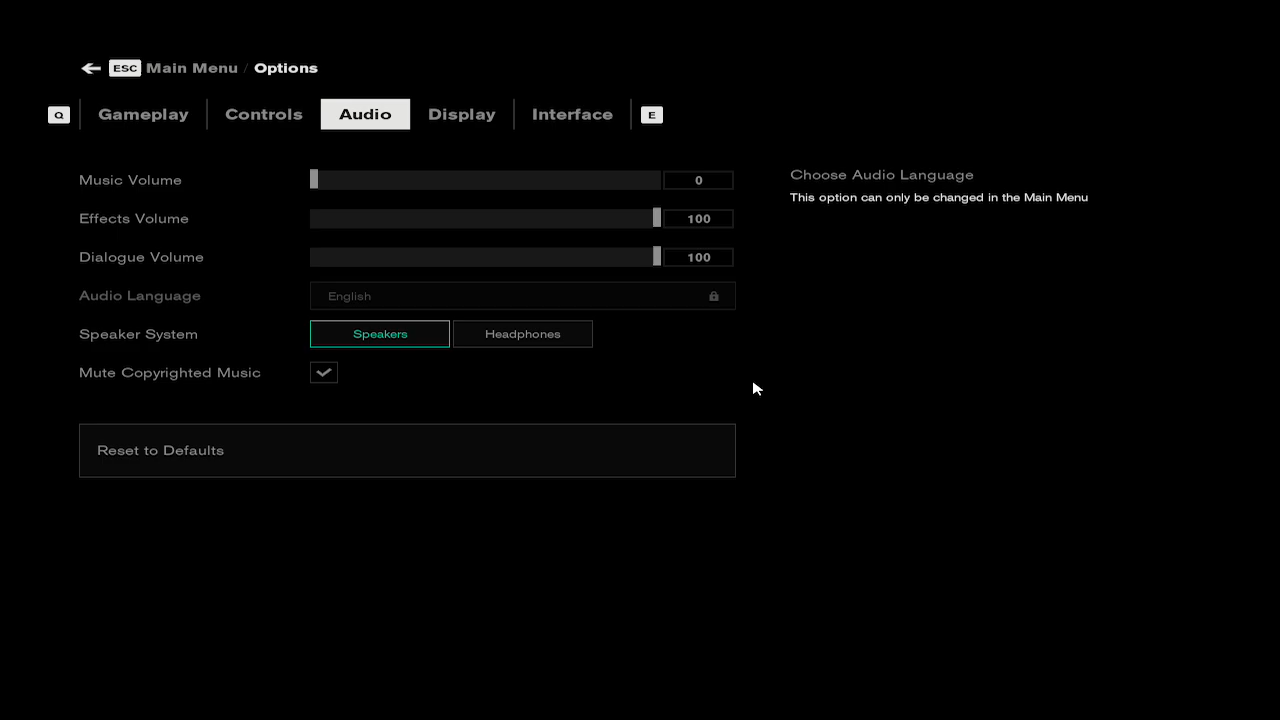 ESC Main Menu / Options
Q Gameplay Controls Audio Display Interface E
Music Volume 0
Effects Volume 100
Dialogue Volume 100
Audio Language English
Speaker System Speakers Headphones
Mute Copyrighted Music
Reset to Defaults
Choose Audio Language
This option can only be changed in the Main Menu